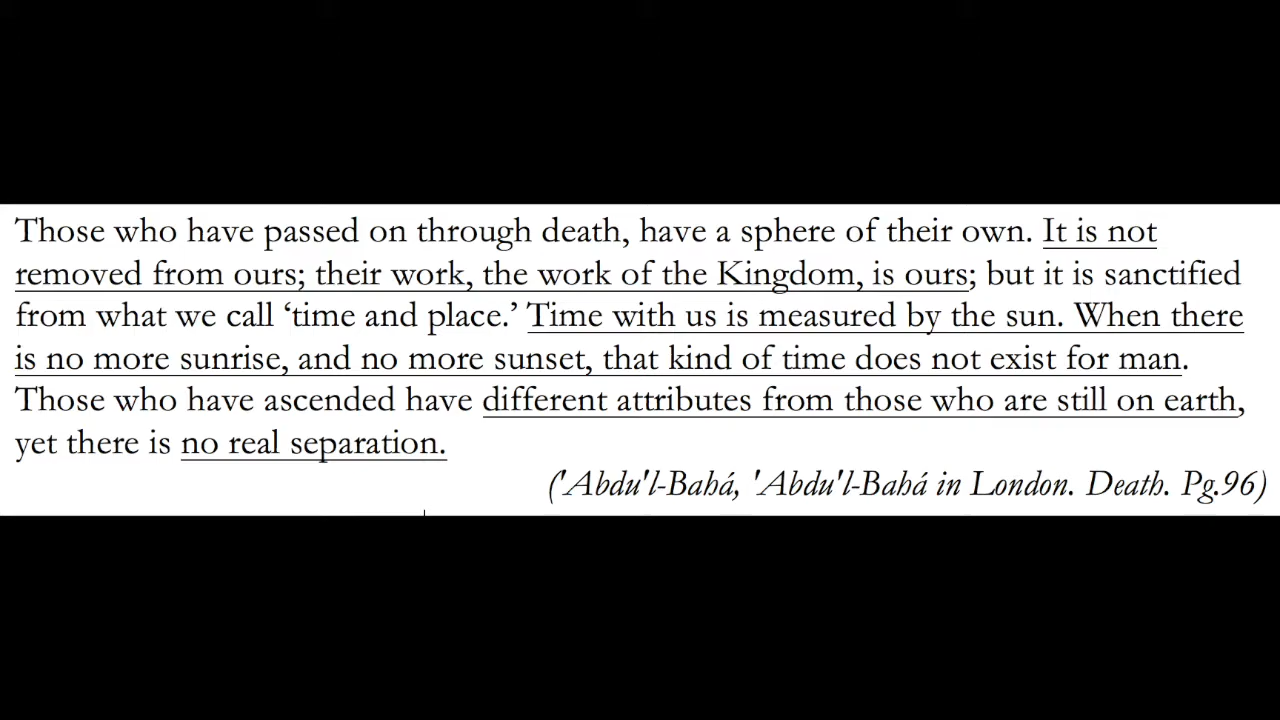 Those who have passed on through death, have a sphere of their own. It is not
removed from ours; their work, the work of the Kingdom, is ours; but it is sanctified
from what we call ‘time and place.’ Time with us is measured by the sun. When there
is no more sunrise, and no more sunset, that kind of time does not exist for man.
Those who have ascended have different attributes from those who are still on earth,
yet there is no real separation.
('Abdu'l-Bahá, 'Abdu'l-Bahá in London. Death. Pg.96)